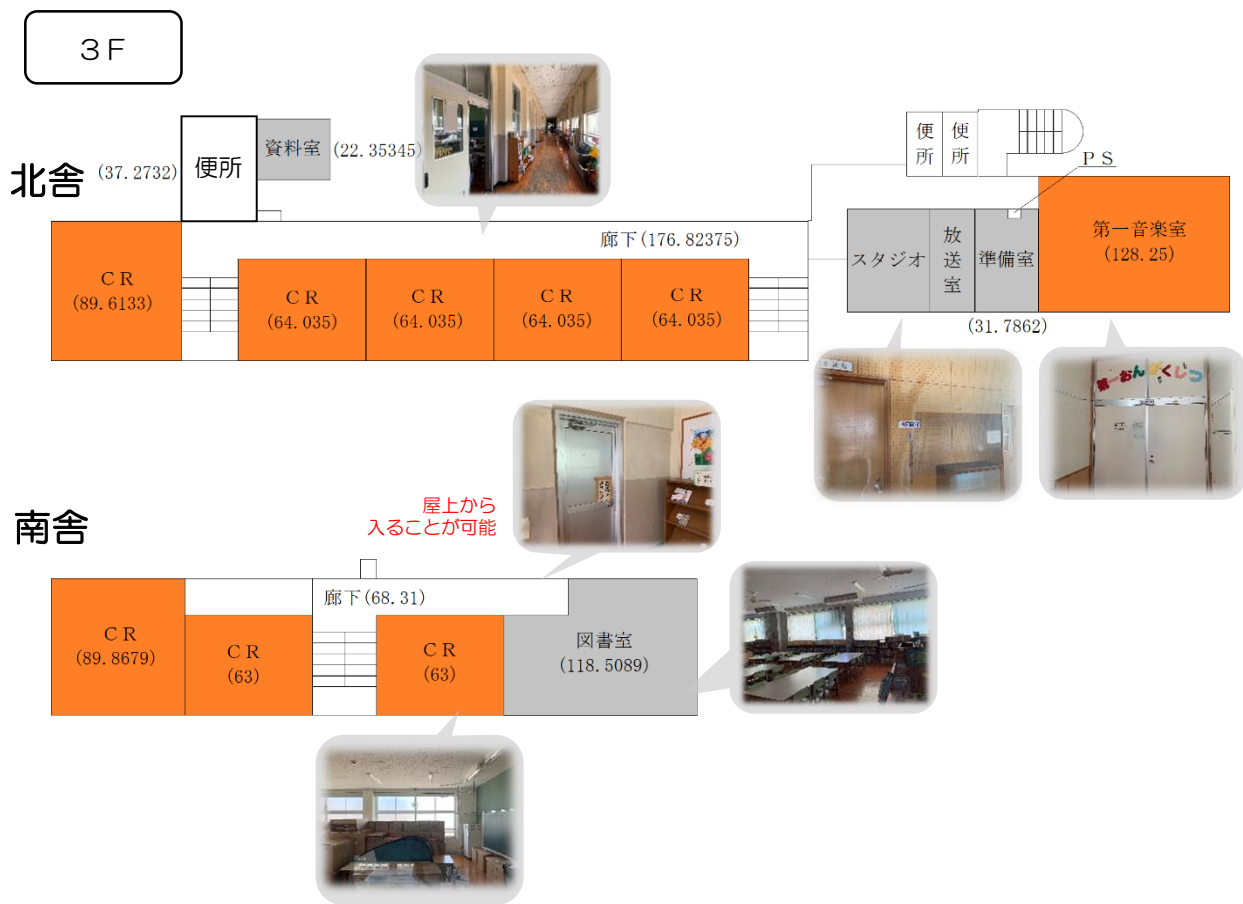 ３Ｆ
北舎
(37.2732)
便所
資料室
(22.35345)
便所
便所
ＰＳ
廊下(176.82375)
ＣＲ
(89.6133)
ＣＲ
(64.035)
ＣＲ
(64.035)
ＣＲ
(64.035)
ＣＲ
(64.035)
スタジオ
放送室
準備室
(31.7862)
第一音楽室
(128.25)
第一おんがくしつ
南舎
屋上から
入ることが可能
廊下(68.31)
ＣＲ
(89.8679)
ＣＲ
(63)
ＣＲ
(63)
図書室
(118.5089)